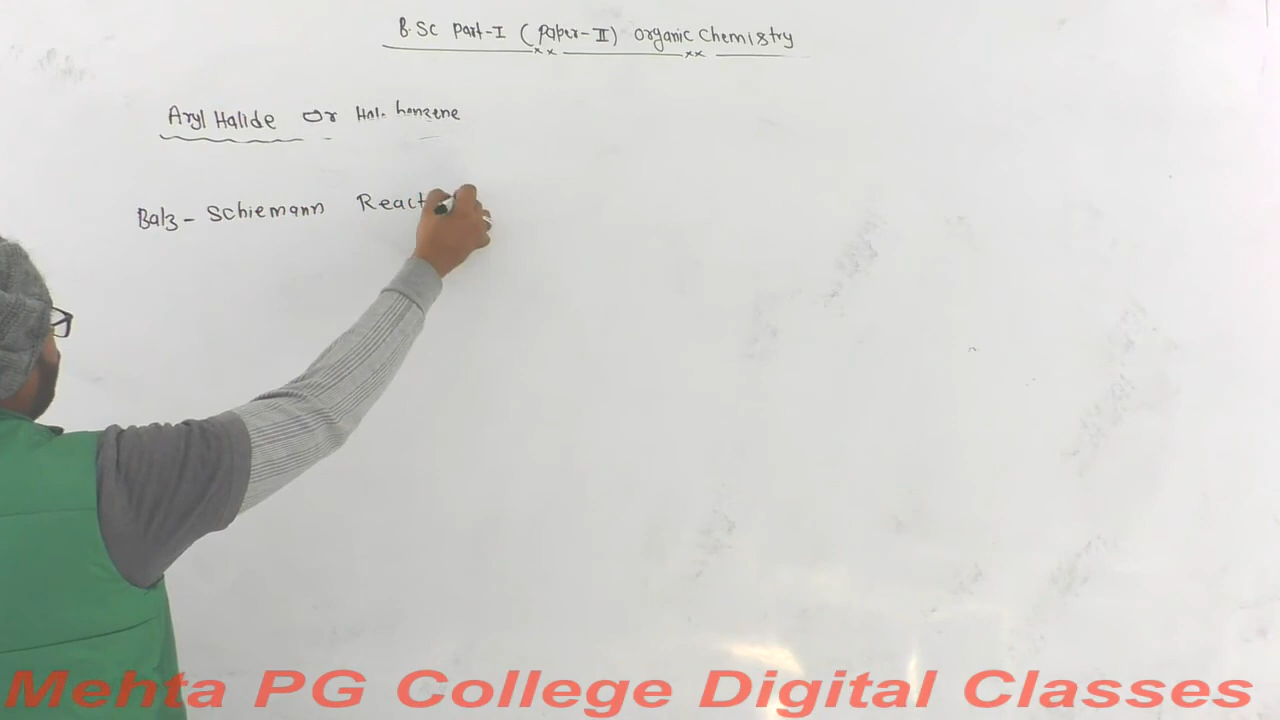 B.Sc Part-I (Paper-II) Organic Chemistry
Aryl Halide Or Halo benzene
Balz-Schiemann React
Mehta PG College Digital Classes